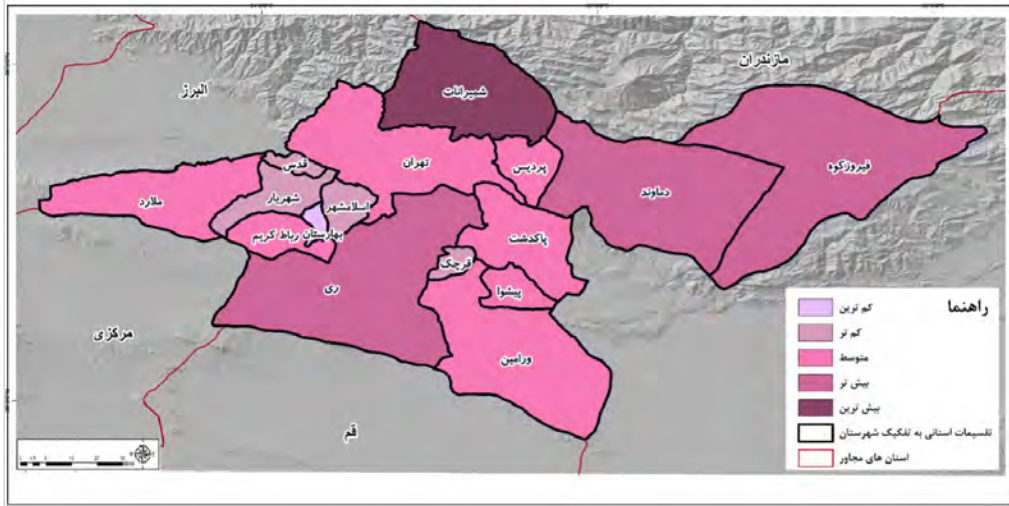 مازندران
شمیرانات
البرز
تهران
پردیس
فیروزکوه
قدس
دماوند
ملارد
شهریار
اسلامشهر
رباط کریم
بهارستان
پاکدشت
قرچک
ری
پیشوا
ورامین
مرکزی
قم
راهنما
کم ترین
کم تر
متوسط
بیش تر
بیش ترین
تقسیمات استانی به تفکیک شهرستان
استان های مجاور